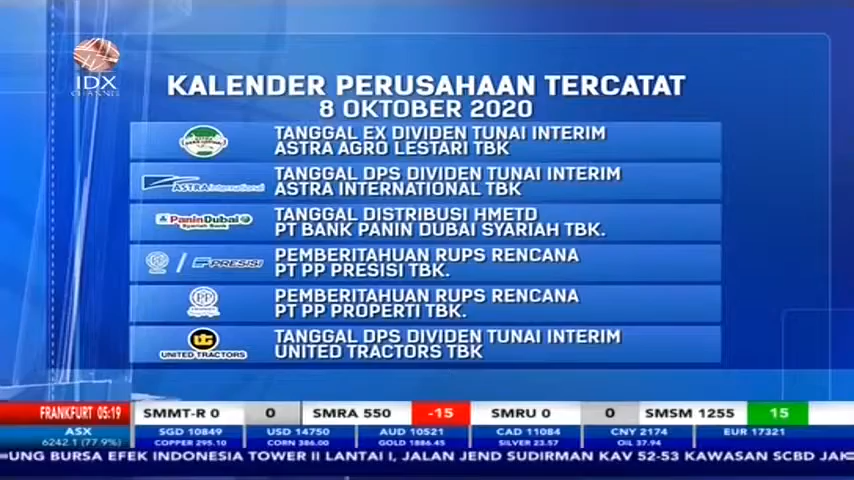 IDX
CHANNEL
KALENDER PERUSAHAAN TERCATAT
8 OKTOBER 2020
TANGGAL EX DIVIDEN TUNAI INTERIM
ASTRA AGRO LESTARI TBK
ASTRA international
TANGGAL DPS DIVIDEN TUNAI INTERIM
ASTRA INTERNATIONAL TBK
PaninDubai
Syariah Bank
TANGGAL DISTRIBUSI HMETD
PT BANK PANIN DUBAI SYARIAH TBK.
PRESISI
PEMBERITAHUAN RUPS RENCANA
PT PP PRESISI TBK.
PP
PEMBERITAHUAN RUPS RENCANA
PT PP PROPERTI TBK.
UT
UNITED TRACTORS
TANGGAL DPS DIVIDEN TUNAI INTERIM
UNITED TRACTORS TBK
FRANKFURT 05:19 SMMT-R 0 0 SMRA 550 -15 SMRU 0 0 SMSM 1255 15
ASX SGD 10849 USD 14750 AUD 10521 CAD 11084 CNY 2174 EUR 17321
6242.1 (77.9%) COPPER 295.10 CORN 386.00 GOLD 1886.45 SILVER 23.57 OIL 37.94
=UNG BURSA EFEK INDONESIA TOWER II LANTAI I, JALAN JEND SUDIRMAN KAV 52-53 KAWASAN SCBD JAK